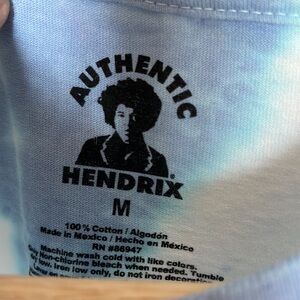 AUTHENTIC
HENDRIX®
M
100% Cotton / Algodón
Made in Mexico / Hecho en México
RN #86947
Machine wash cold with like colors.
Non-chlorine bleach when needed. Tumble
dry low. Iron low only, do not iron decoration